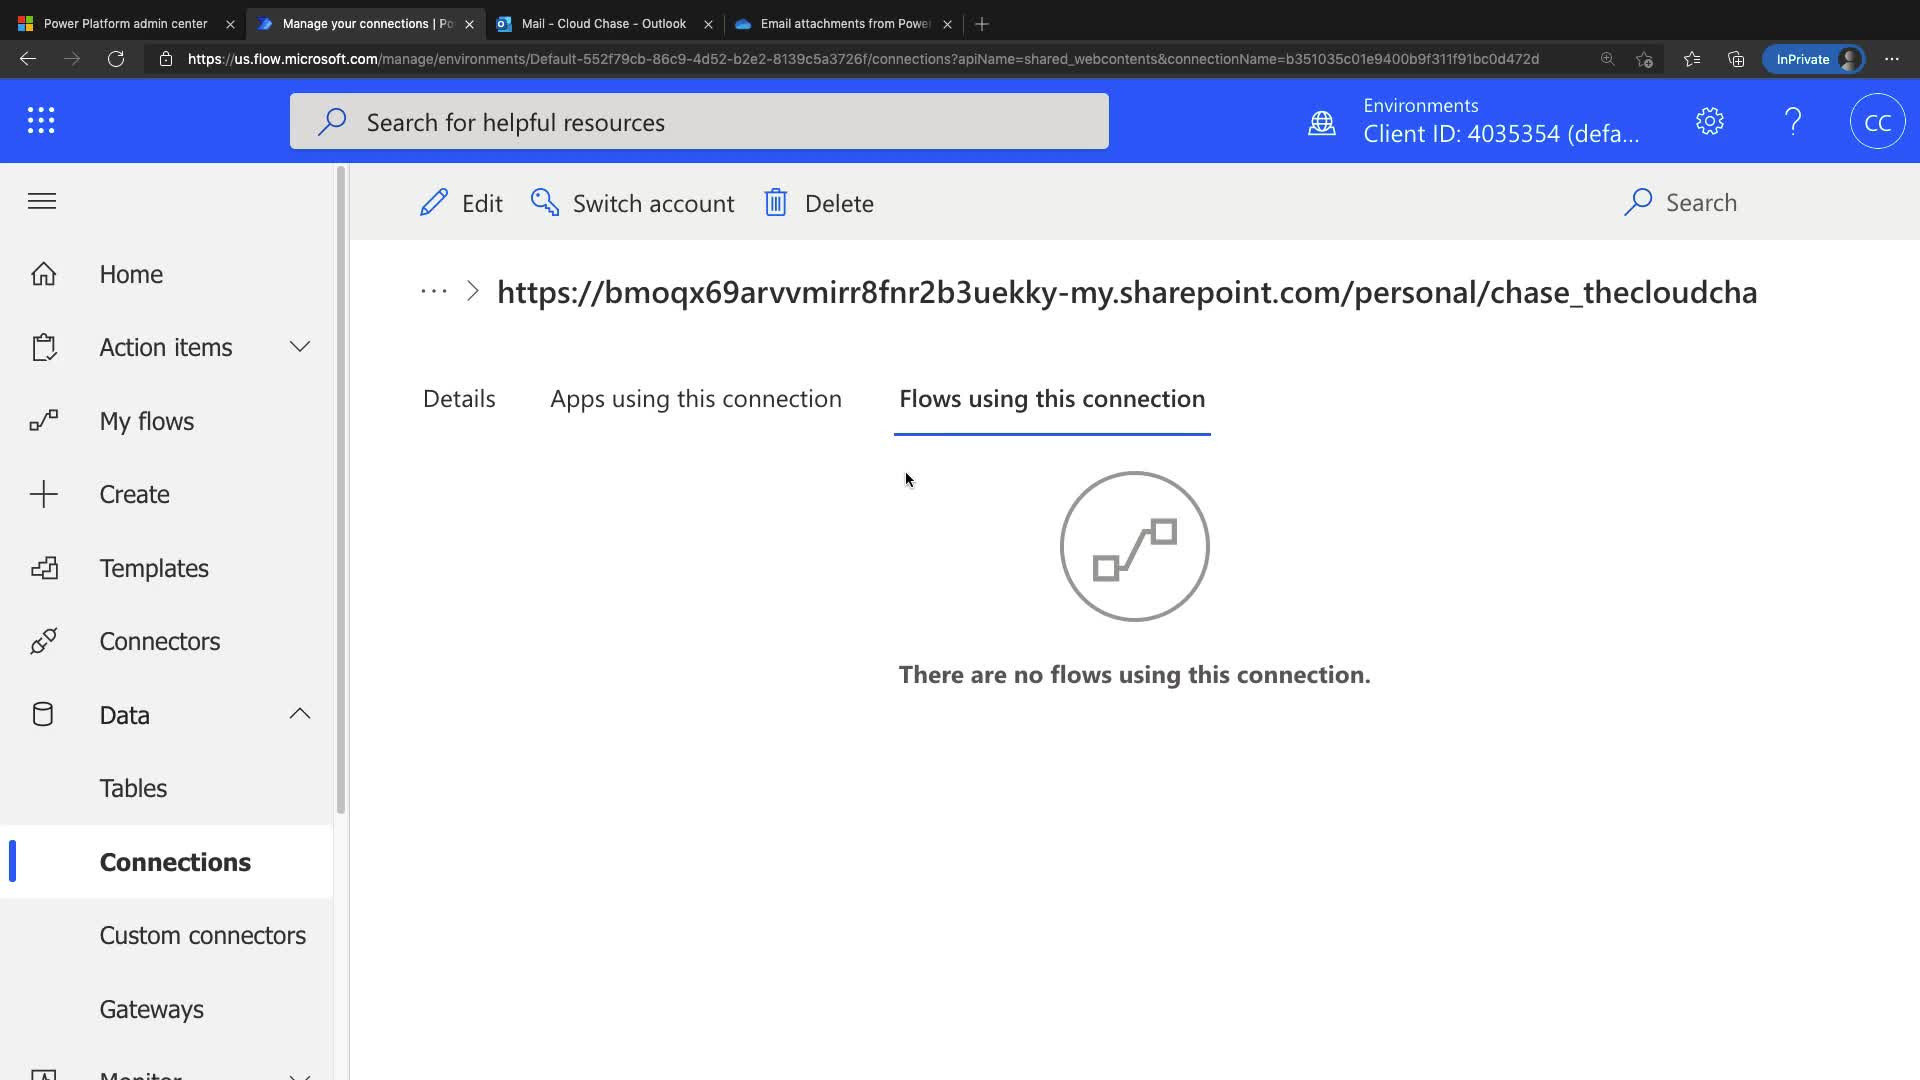 Power Platform admin center
Manage your connections | Po
Mail - Cloud Chase - Outlook
Email attachments from Powe
https://us.flow.microsoft.com/manage/environments/Default-552f79cb-86c9-4d52-b2e2-8139c5a3726f/connections?apiName=shared_webcontents&connectionName=b351035c01e9400b9f311f91bc0d472d
InPrivate
Search for helpful resources
Environments
Client ID: 4035354 (defa...
CC
Edit
Switch account
Delete
Search
Home
Action items
My flows
Create
Templates
Connectors
Data
Tables
Connections
Custom connectors
Gateways
Monitor
··· > https://bmoqx69arvvmirr8fnr2b3uekky-my.sharepoint.com/personal/chase_thecloudcha
Details
Apps using this connection
Flows using this connection
There are no flows using this connection.